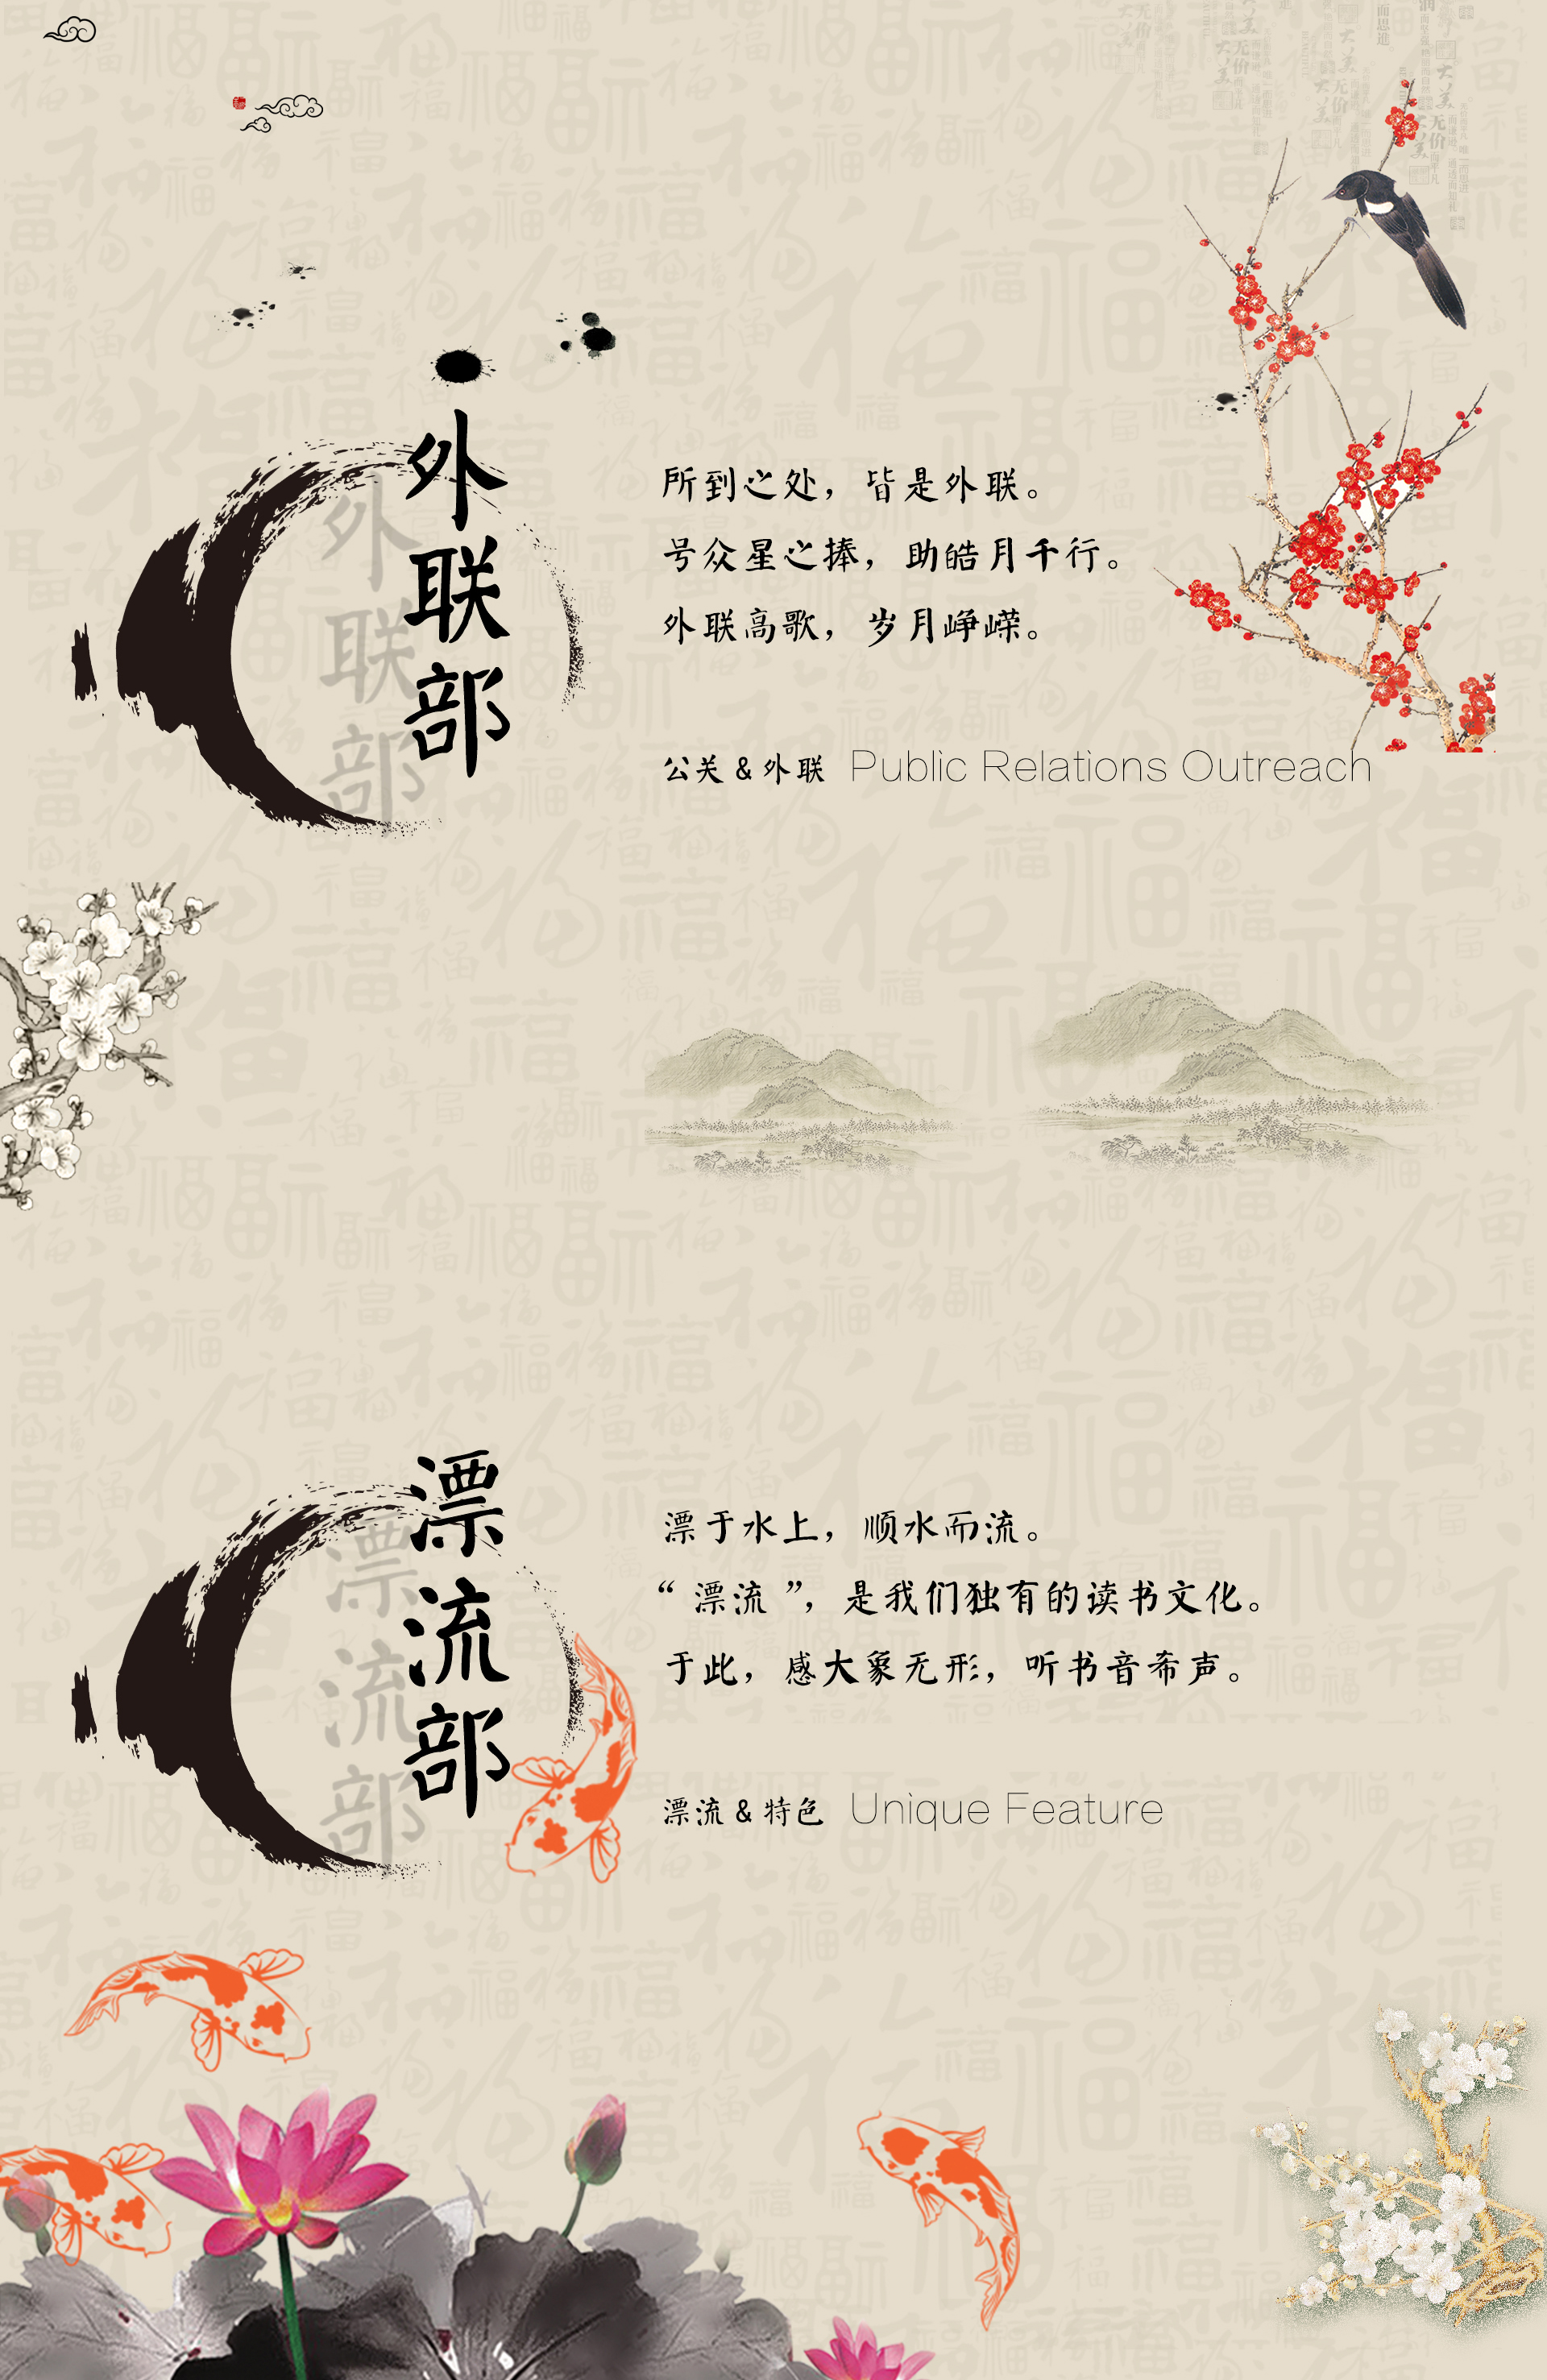 外联部
所到之处，皆是外联。
号众星之捧，助皓月千行。
外联高歌，岁月峥嵘。
公关 & 外联 Public Relations Outreach
漂流部
漂于水上，顺水而流。
“ 漂流 ”，是我们独有的读书文化。
于此，感大象无形，听书音希声。
漂流 & 特色 Unique Feature